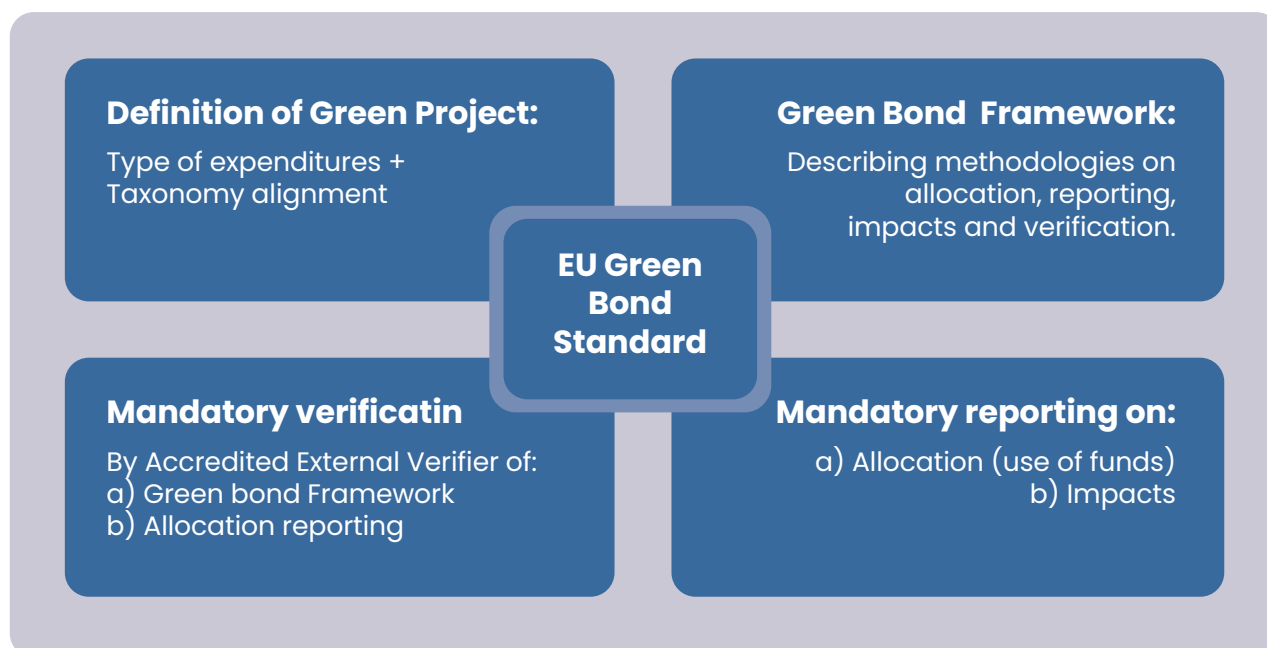 Definition of Green Project:
Type of expenditures +
Taxonomy alignment
Green Bond  Framework:
Describing methodologies on
allocation, reporting,
impacts and verification.
EU Green
Bond
Standard
Mandatory verificatin
By Accredited External Verifier of:
a) Green bond Framework
b) Allocation reporting
Mandatory reporting on:
a) Allocation (use of funds)
b) Impacts